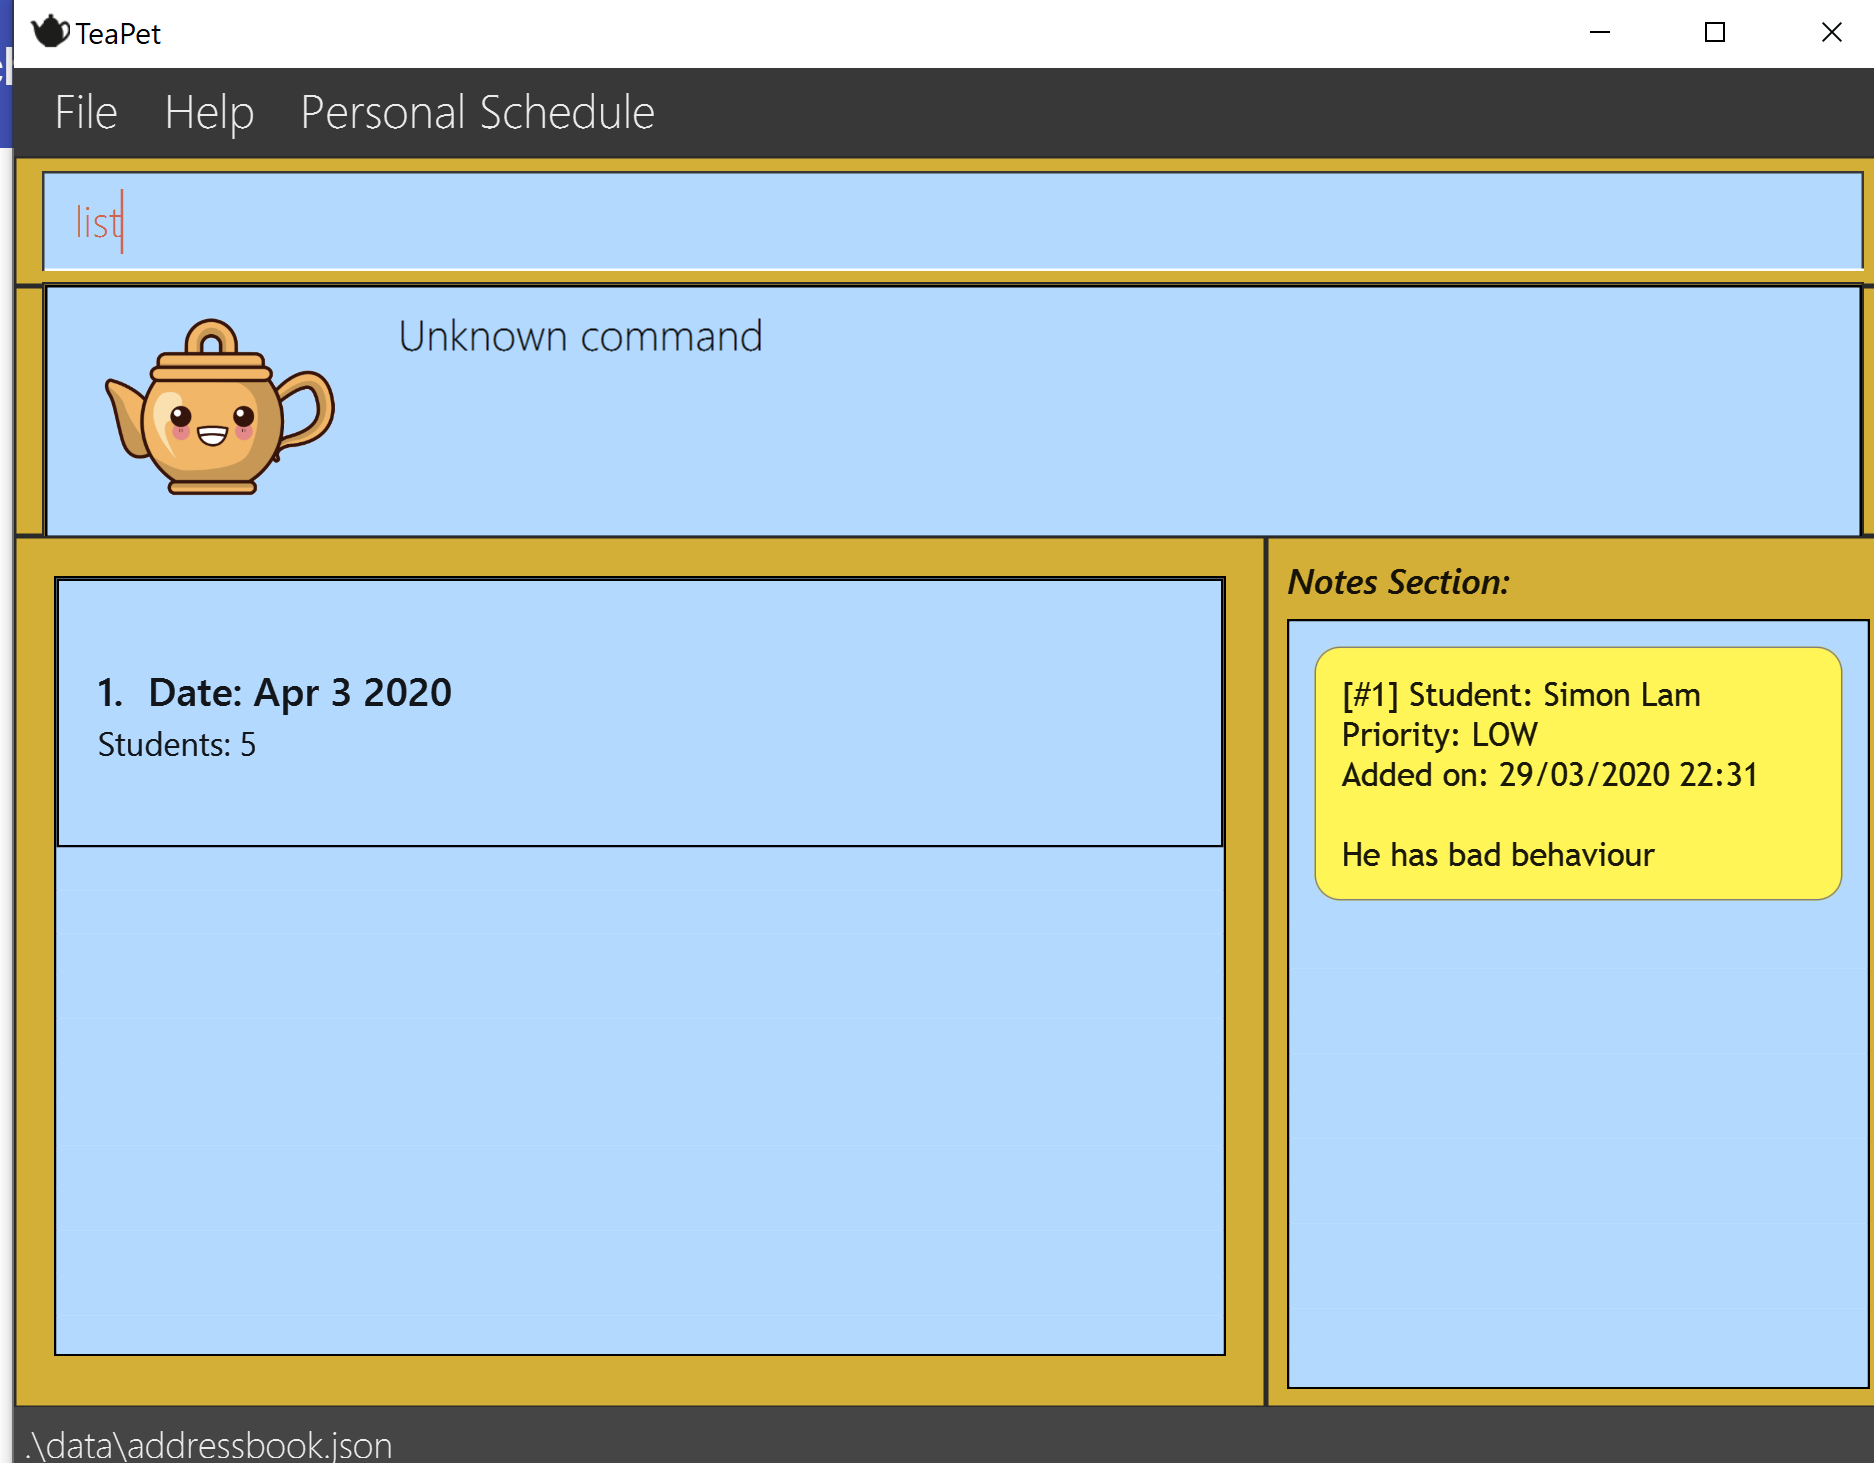 TeaPet
File Help Personal Schedule
list
Unknown command
1. Date: Apr 3 2020
Students: 5
Notes Section:
[#1] Student: Simon Lam
Priority: LOW
Added on: 29/03/2020 22:31
He has bad behaviour
.\data\addressbook.json